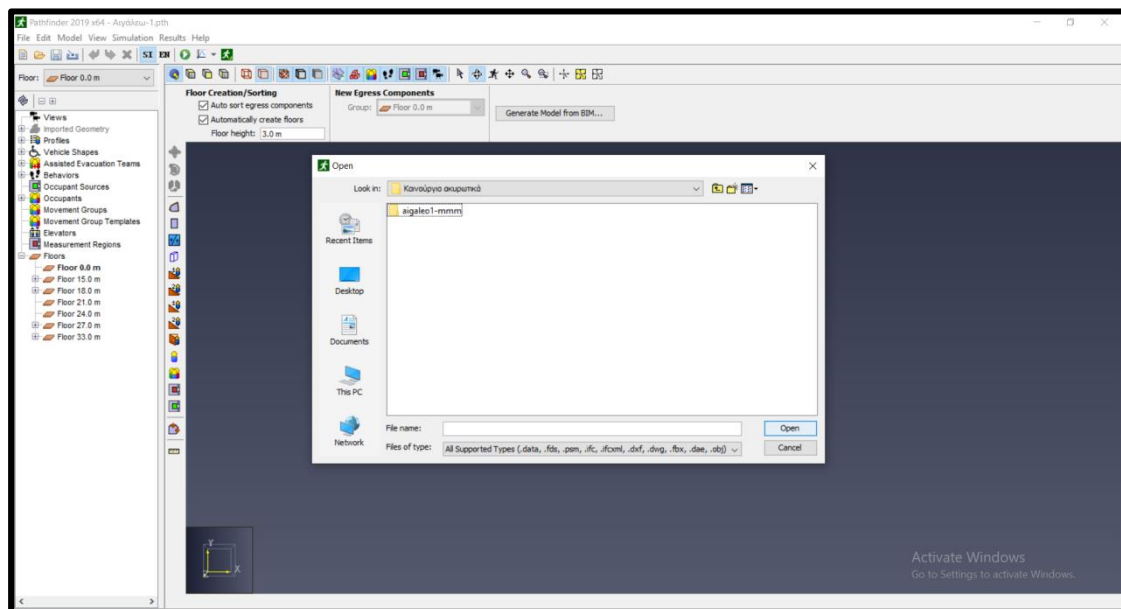 Pathfinder 2019 x64 - Αιγάλεω-1.pth
File Edit Model View Simulation Results Help
SI EN
Floor: Floor 0.0 m
Floor Creation/Sorting
Auto sort egress components
Automatically create floors
Floor height: 3.0 m
New Egress Components
Group: Floor 0.0 m
Generate Model from BIM...
Views
Imported Geometry
Profiles
Vehicle Shapes
Assisted Evacuation Teams
Behaviors
Occupant Sources
Occupants
Movement Groups
Movement Group Templates
Elevators
Measurement Regions
Floors
Floor 0.0 m
Floor 15.0 m
Floor 18.0 m
Floor 21.0 m
Floor 24.0 m
Floor 27.0 m
Floor 33.0 m
Open
Look in: Καινούργια ακυρωτικά
aigaleo1-mmm
Recent Items
Desktop
Documents
This PC
Network
File name:
Open
Files of type: All Supported Types (.data, .fds, .psm, .ifc, .ifcxml, .dxf, .dwg, .fbx, .dae, .obj)
Cancel
Y
X
Activate Windows
Go to Settings to activate Windows.